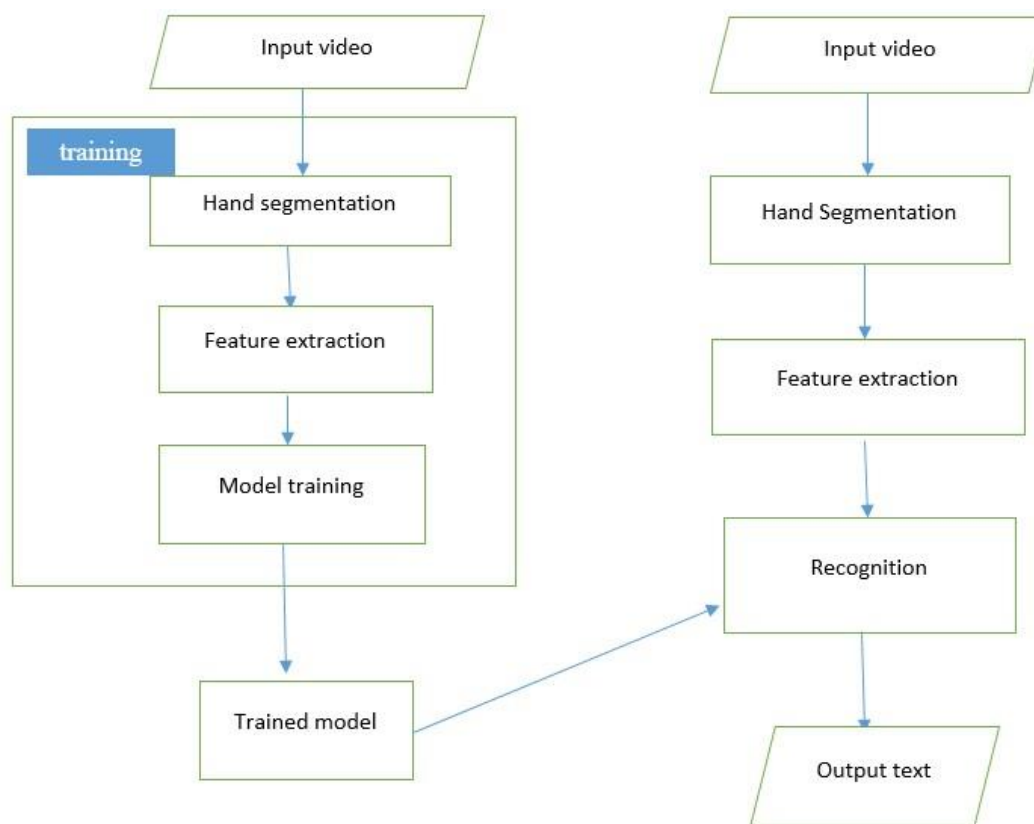 Input video
training
Hand segmentation
Feature extraction
Model training
Trained model
Input video
Hand Segmentation
Feature extraction
Recognition
Output text